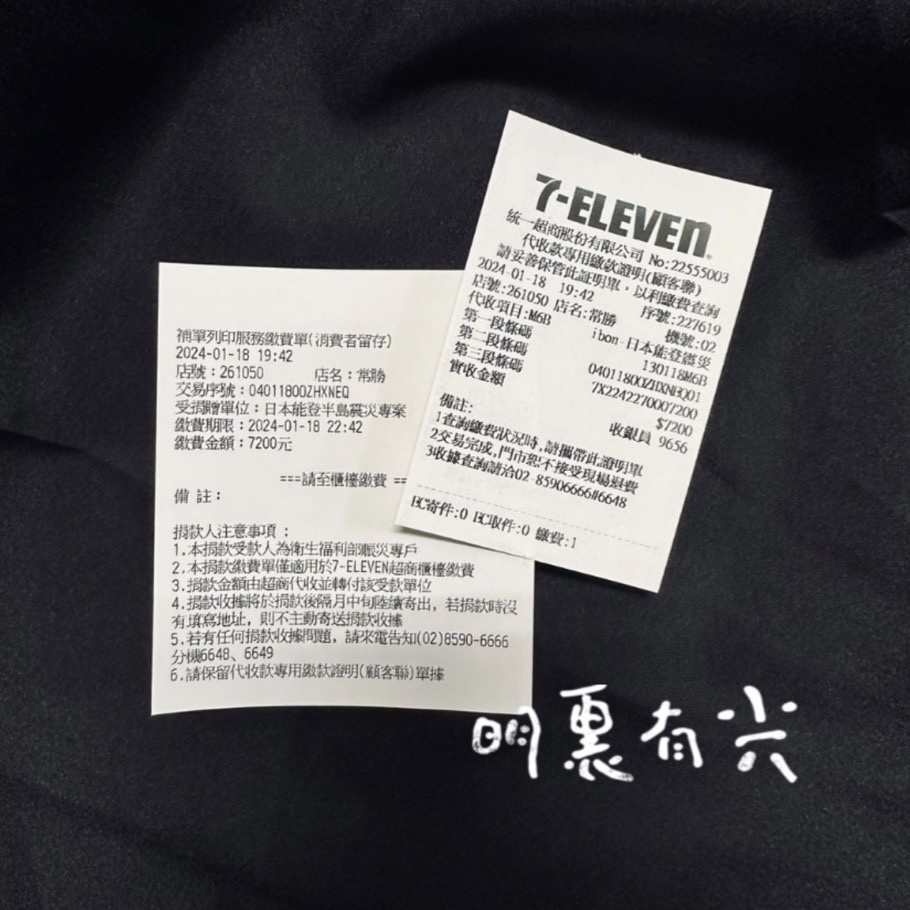 補單列印服務繳費單(消費者留存)
2024-01-18 19:42
店號：261050 店名：常勝
交易序號：04011800ZHXNEQ
受捐贈單位：日本能登半島震災專案
繳費期限：2024-01-18 22:42
繳費金額：7200元
===請至櫃檯繳費 ==
備 註：
捐款人注意事項：
1.本捐款受款人為衛生福利部賑災專戶
2.本捐款繳費單僅適用於7-ELEVEN超商櫃檯繳費
3.捐款金額由超商代收並轉付該受款單位
4.捐款收據將於捐款後隔月中旬陸續寄出，若捐款時沒
有填寫地址，則不主動寄送捐款收據
5.若有任何捐款收據問題，請來電告知(02)8590-6666
分機6648、6649
6.請保留代收款專用繳款證明(顧客聯)單據
7-ELEVEN
統一超商股份有限公司 No:22555003
代收款專用繳款證明(顧客聯)
請妥善保管此証明單，以利繳費查詢
2024-01-18 19:42 序號:227619
店號:261050 店名:常勝 機號:02
代收項目:M6B ibon-日本能登震災
第一段條碼 130118M6B
第二段條碼 04011800ZHXNEQ01
第三段條碼 7X2242270007200
實收金額 $7200
收銀員 9656
備註:
1查詢繳費狀況時,請攜帶此證明單
2交易完成,門市恕不接受現場退費
3收據查詢請洽02 85906666#6648
EC寄件:0 EC取件:0 繳費:1
明裏有光